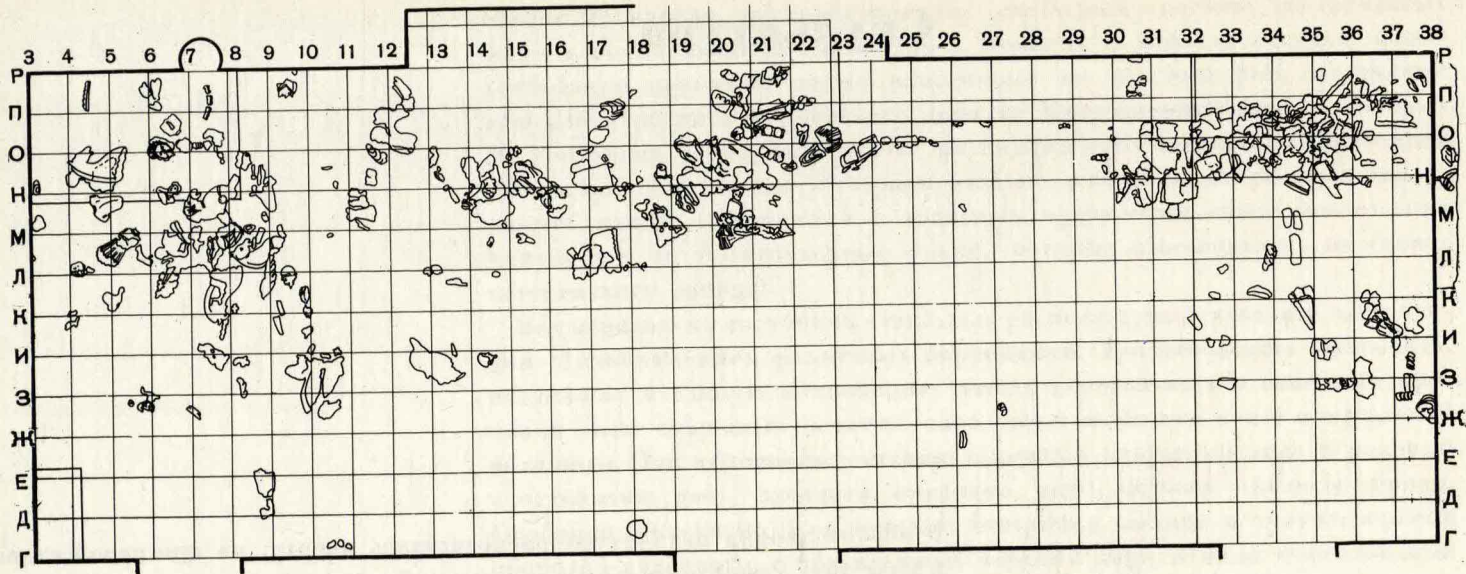 3 4 5 6 7 8 9 10 11 12 13 14 15 16 17 18 19 20 21 22 23 24 25 26 27 28 29 30 31 32 33 34 35 36 37 38
Р Р
П П
О О
Н Н
М М
Л Л
К К
И И
З З
Ж Ж
Е Е
Д Д
Г Г